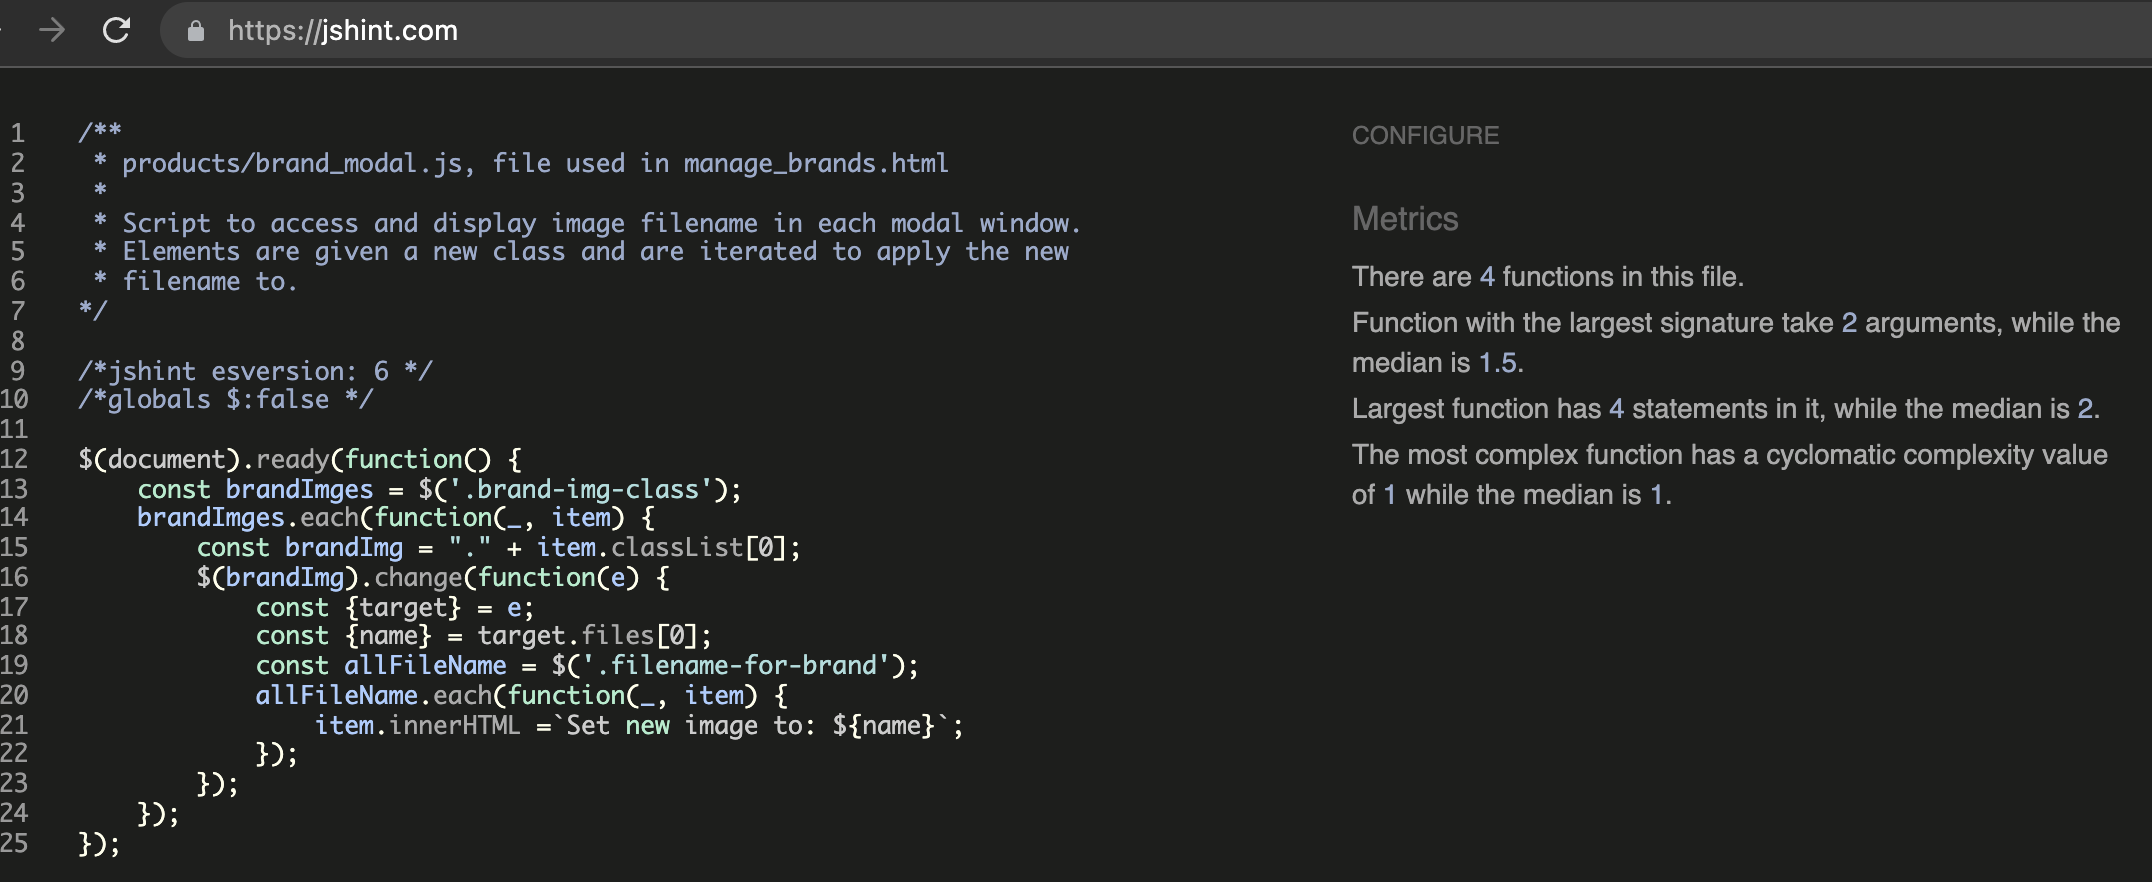 https://jshint.com
1 /**
2 * products/brand_modal.js, file used in manage_brands.html
3 *
4 * Script to access and display image filename in each modal window.
5 * Elements are given a new class and are iterated to apply the new
6 * filename to.
7 */
8
9 /*jshint esversion: 6 */
10 /*globals $:false */
11
12 $(document).ready(function() {
13     const brandImges = $('.brand-img-class');
14     brandImges.each(function(_, item) {
15         const brandImg = "." + item.classList[0];
16         $(brandImg).change(function(e) {
17             const {target} = e;
18             const {name} = target.files[0];
19             const allFileName = $('.filename-for-brand');
20             allFileName.each(function(_, item) {
21                 item.innerHTML =`Set new image to: ${name}`;
22             });
23         });
24     });
25 });
CONFIGURE
Metrics
There are 4 functions in this file.
Function with the largest signature take 2 arguments, while the
median is 1.5.
Largest function has 4 statements in it, while the median is 2.
The most complex function has a cyclomatic complexity value
of 1 while the median is 1.